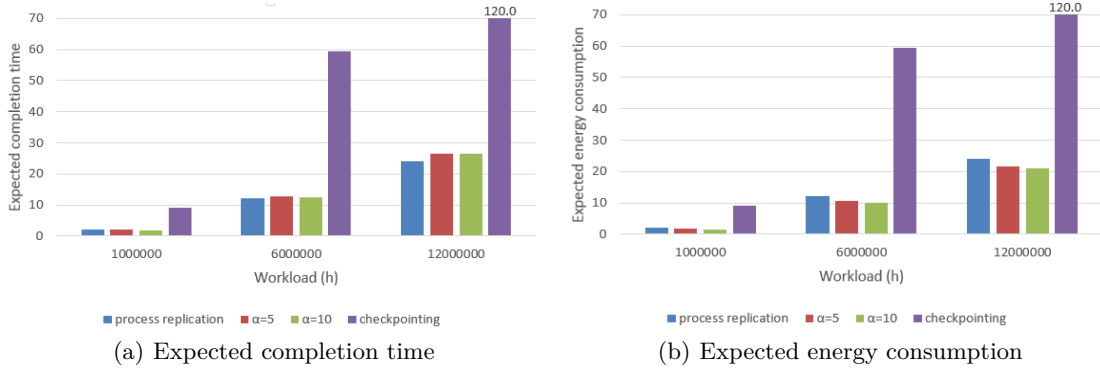 120.0
70
60
50
40
30
20
10
0
Expected completion time
1000000 6000000 12000000
Workload (h)
process replication α=5 α=10 checkpointing
(a) Expected completion time
120.0
70
60
50
40
30
20
10
0
Expected energy consumption
1000000 6000000 12000000
Workload (h)
process replication α=5 α=10 checkpointing
(b) Expected energy consumption